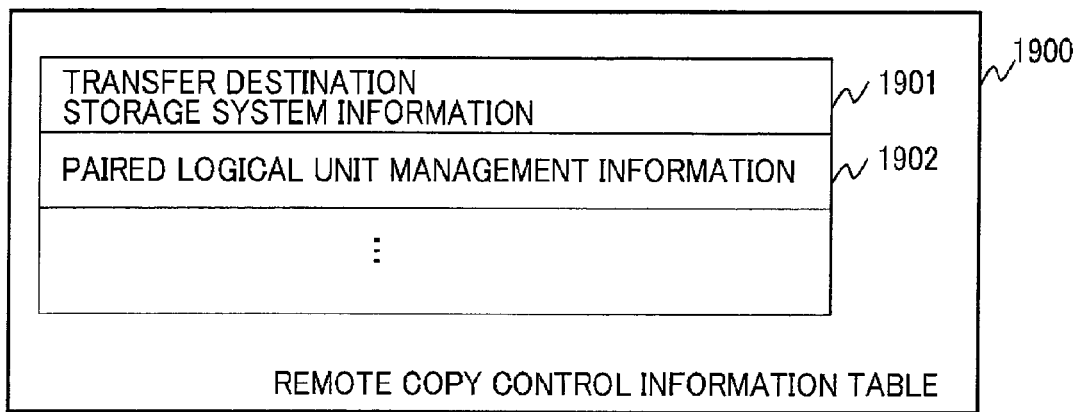 1900
TRANSFER DESTINATION
STORAGE SYSTEM INFORMATION
1901
PAIRED LOGICAL UNIT MANAGEMENT INFORMATION
1902
⋮
REMOTE COPY CONTROL INFORMATION TABLE